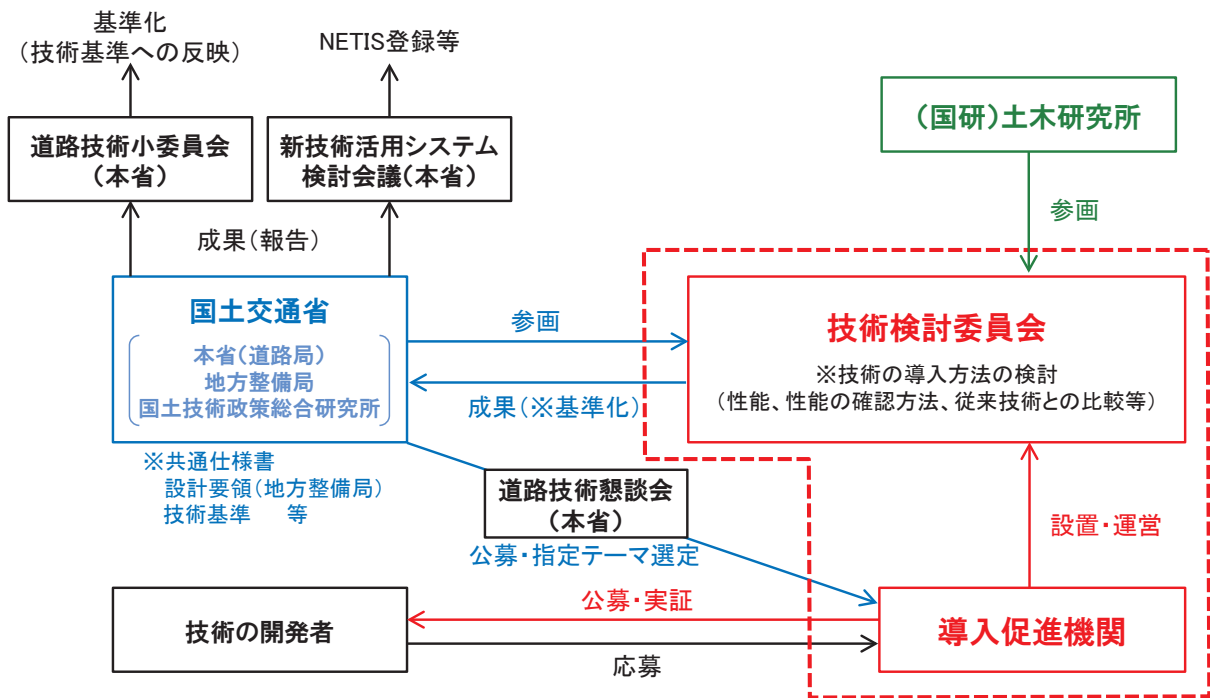 基準化
（技術基準への反映）
NETIS登録等
道路技術小委員会
（本省）
新技術活用システム
検討会議（本省）
（国研）土木研究所
成果（報告）
参画
国土交通省
本省（道路局）
地方整備局
国土技術政策総合研究所
参画
成果（※基準化）
技術検討委員会
※技術の導入方法の検討
（性能、性能の確認方法、従来技術との比較等）
※共通仕様書
設計要領（地方整備局）
技術基準　等
道路技術懇談会
（本省）
公募・指定テーマ選定
設置・運営
技術の開発者
公募・実証
応募
導入促進機関